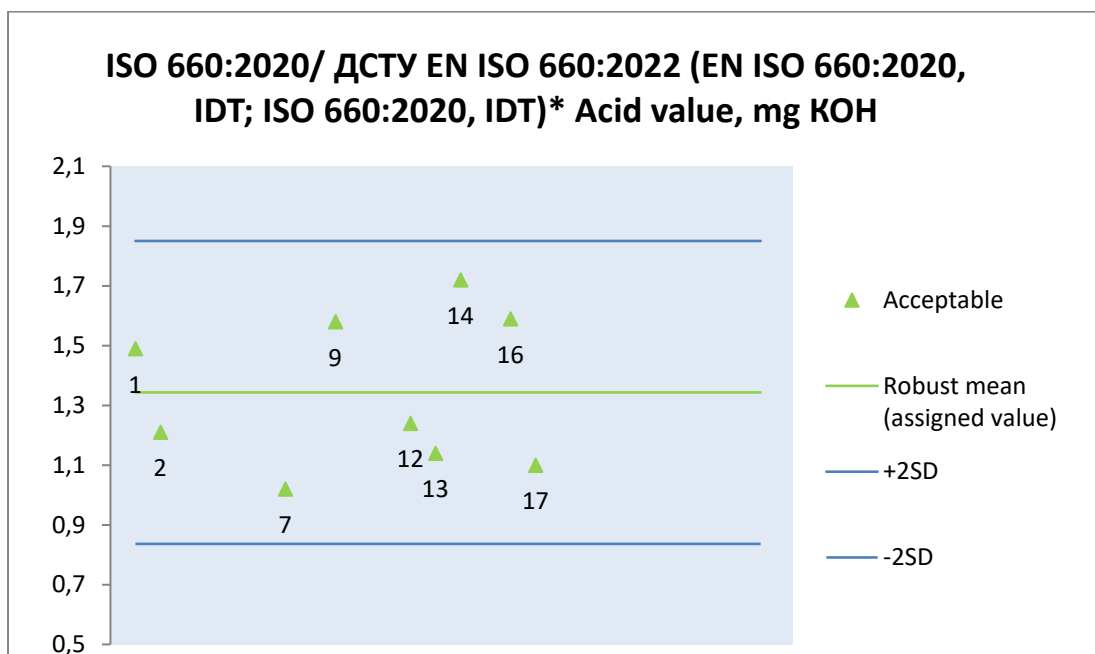 ISO 660:2020/ ДСТУ EN ISO 660:2022 (EN ISO 660:2020,
IDT; ISO 660:2020, IDT)* Acid value, mg КОН
2,1
1,9
1,7
1,5
1,3
1,1
0,9
0,7
0,5
1
2
7
9
12
13
14
16
17
Acceptable
Robust mean
(assigned value)
+2SD
-2SD